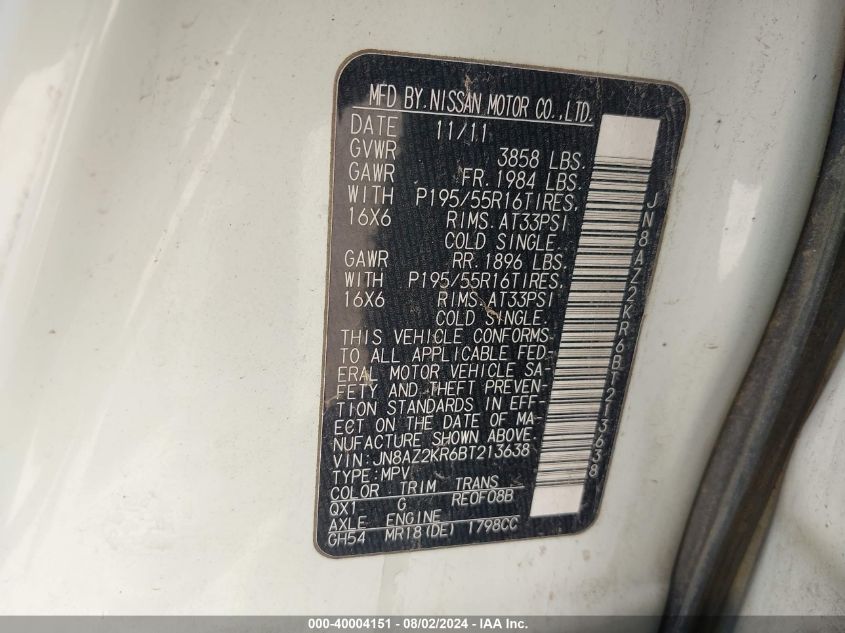 MFD BY. NISSAN MOTOR CO.,LTD.
DATE 11/11
GVWR 3858 LBS.
GAWR FR. 1984 LBS.
WITH P195/55R16TIRES,
16X6 RIMS. AT33PSI
COLD SINGLE.
GAWR RR. 1896 LBS.
WITH P195/55R16TIRES,
16X6 RIMS. AT33PSI
COLD SINGLE.
THIS VEHICLE CONFORMS
TO ALL APPLICABLE FED-
ERAL MOTOR VEHICLE SA-
FETY AND THEFT PREVEN-
TION STANDARDS IN EFF-
ECT ON THE DATE OF MA-
NUFACTURE SHOWN ABOVE.
VIN:JN8AZ2KR6BT213638
TYPE:MPV
COLOR TRIM TRANS
QX1 G RE0F08B
AXLE ENGINE
GH54 MR18(DE) 1798CC
JN8AZ2KR6BT213638
000-40004151 - 08/02/2024 - IAA Inc.